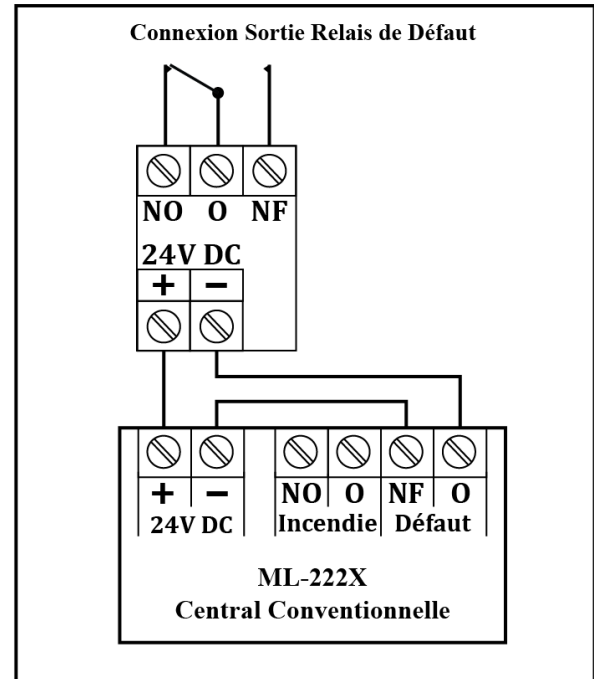 Connexion Sortie Relais de Défaut
NO O NF
24V DC
+ −
+ − NO O NF O
24V DC Incendie Défaut
ML-222X
Central Conventionnelle